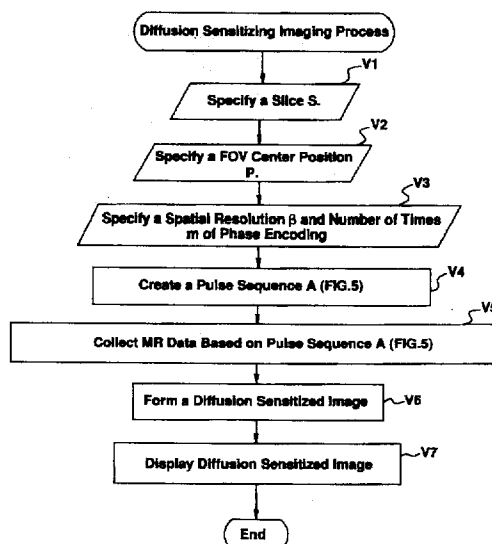 Diffusion Sensitizing Imaging Process
V1
Specify a Slice S.
V2
Specify a FOV Center Position
P.
V3
Specify a Spatial Resolution β and Number of Times
m of Phase Encoding
V4
Create a Pulse Sequence A (FIG.5)
V5
Collect MR Data Based on Pulse Sequence A (FIG.5)
Form a Diffusion Sensitized Image
V6
Display Diffusion Sensitized Image
V7
End